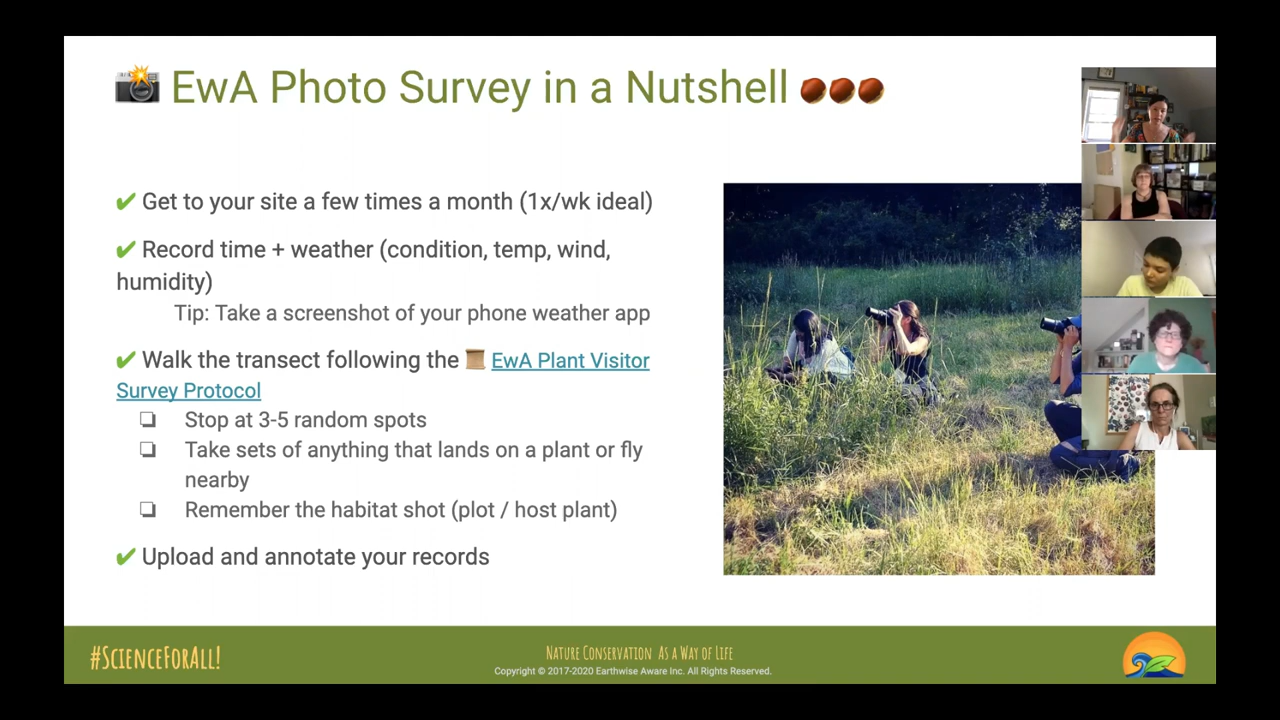 EwA Photo Survey in a Nutshell
✔ Get to your site a few times a month (1x/wk ideal)
✔ Record time + weather (condition, temp, wind,
humidity)
Tip: Take a screenshot of your phone weather app
✔ Walk the transect following the EwA Plant Visitor
Survey Protocol
❏ Stop at 3-5 random spots
❏ Take sets of anything that lands on a plant or fly
nearby
❏ Remember the habitat shot (plot / host plant)
✔ Upload and annotate your records
#ScienceForAll!
Nature Conservation As a Way of Life
Copyright © 2017-2020 Earthwise Aware Inc. All Rights Reserved.